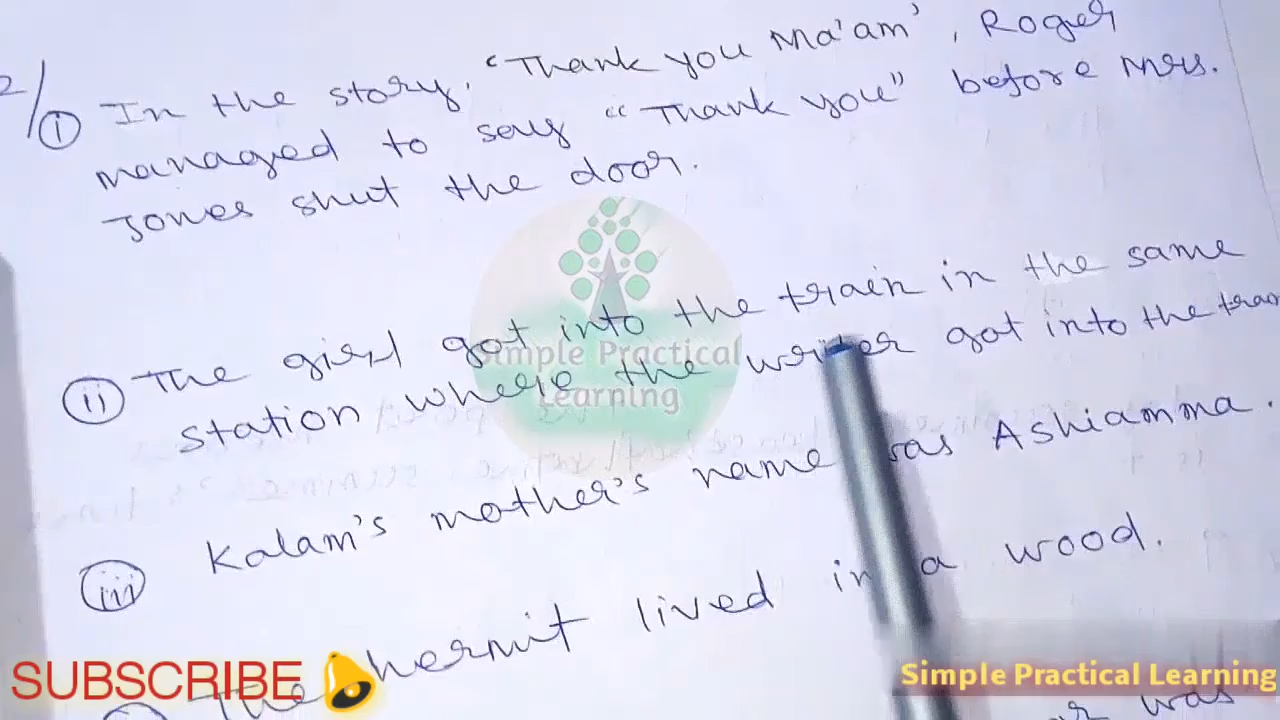 2/
(i) In the story, "Thank you Ma'am', Roger
managed to say "Thank you" before Mrs.
Jones shut the door.
(ii) The girl got into the train in the same
station where the writer got into the
(iii) Kalam's mother's name was Ashiamma.
The hermit lived in a wood.
was
Simple Practical
Learning
SUBSCRIBE
Simple Practical Learning